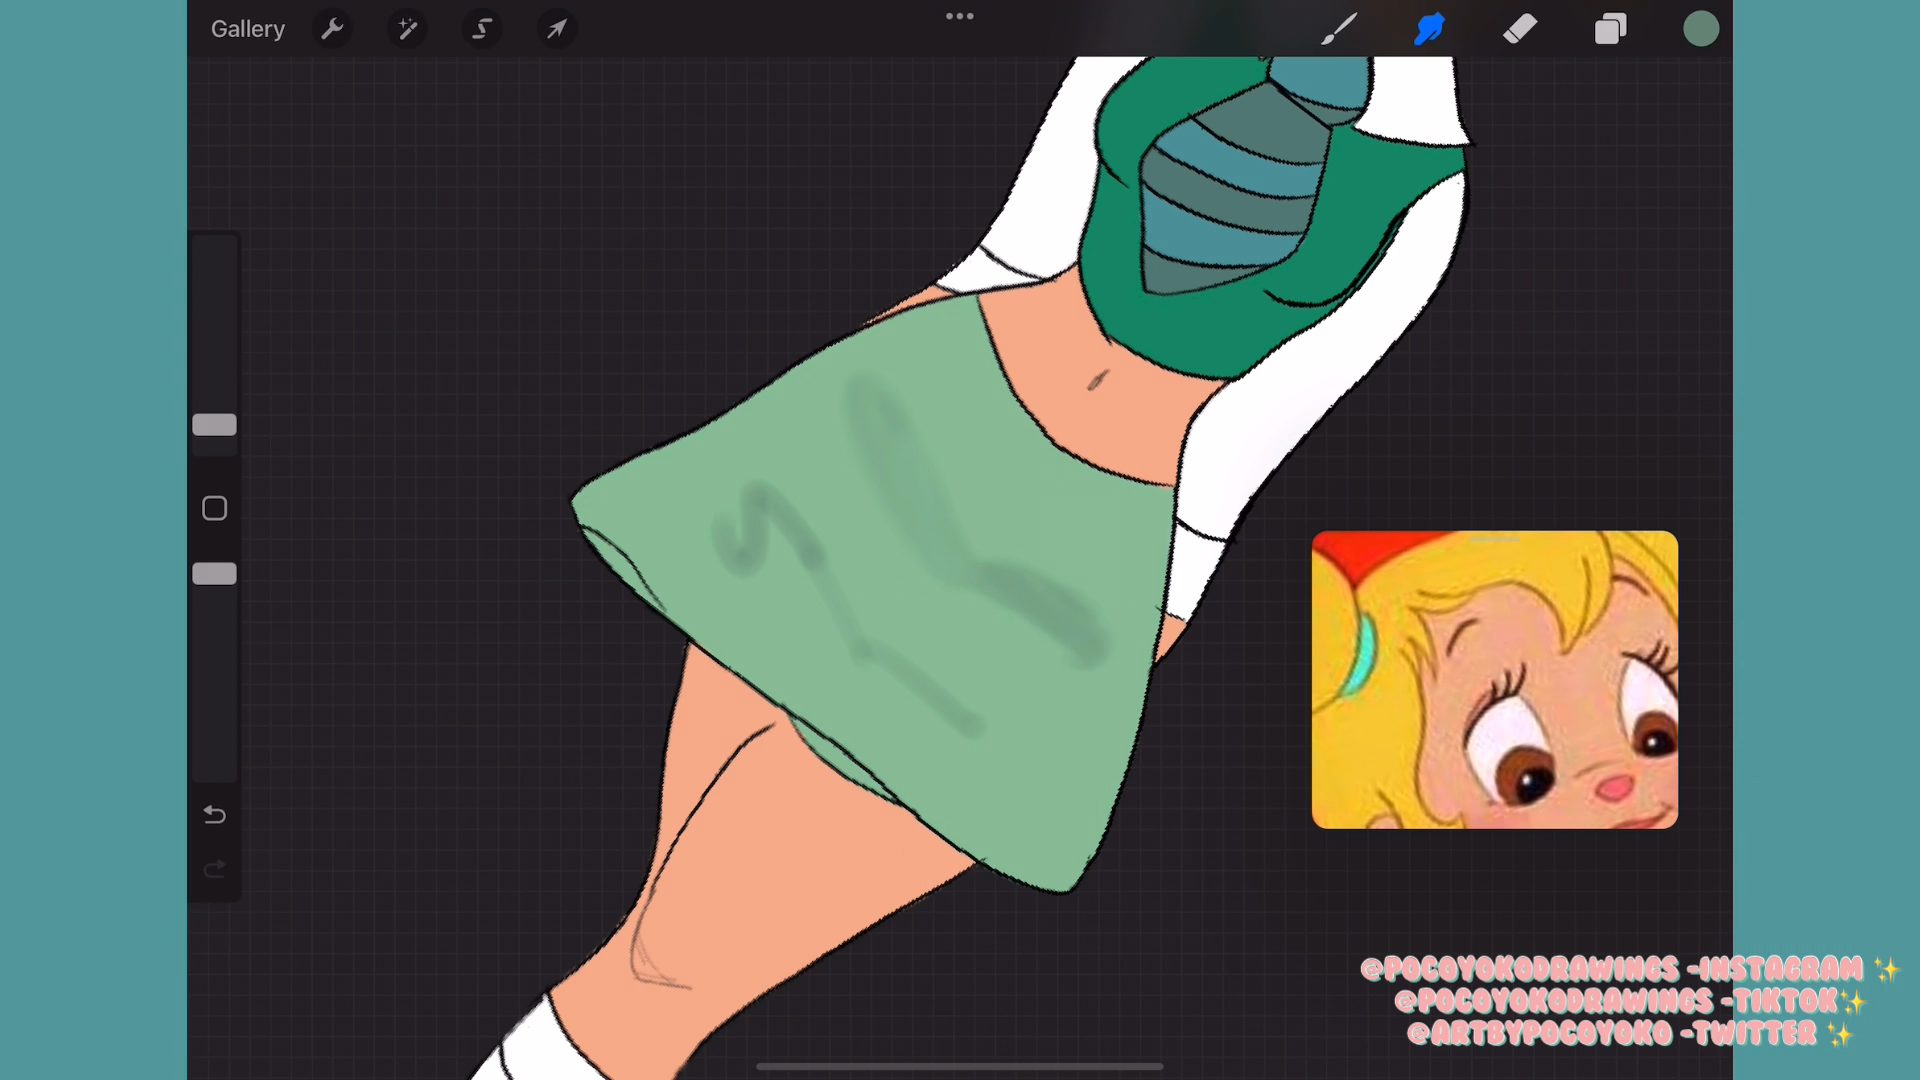 Gallery
@POCOYOKODRAWINGS -INSTAGRAM ✨
@POCOYOKODRAWINGS -TIKTOK✨
@ARTBYPOCOYOKO -TWITTER ✨